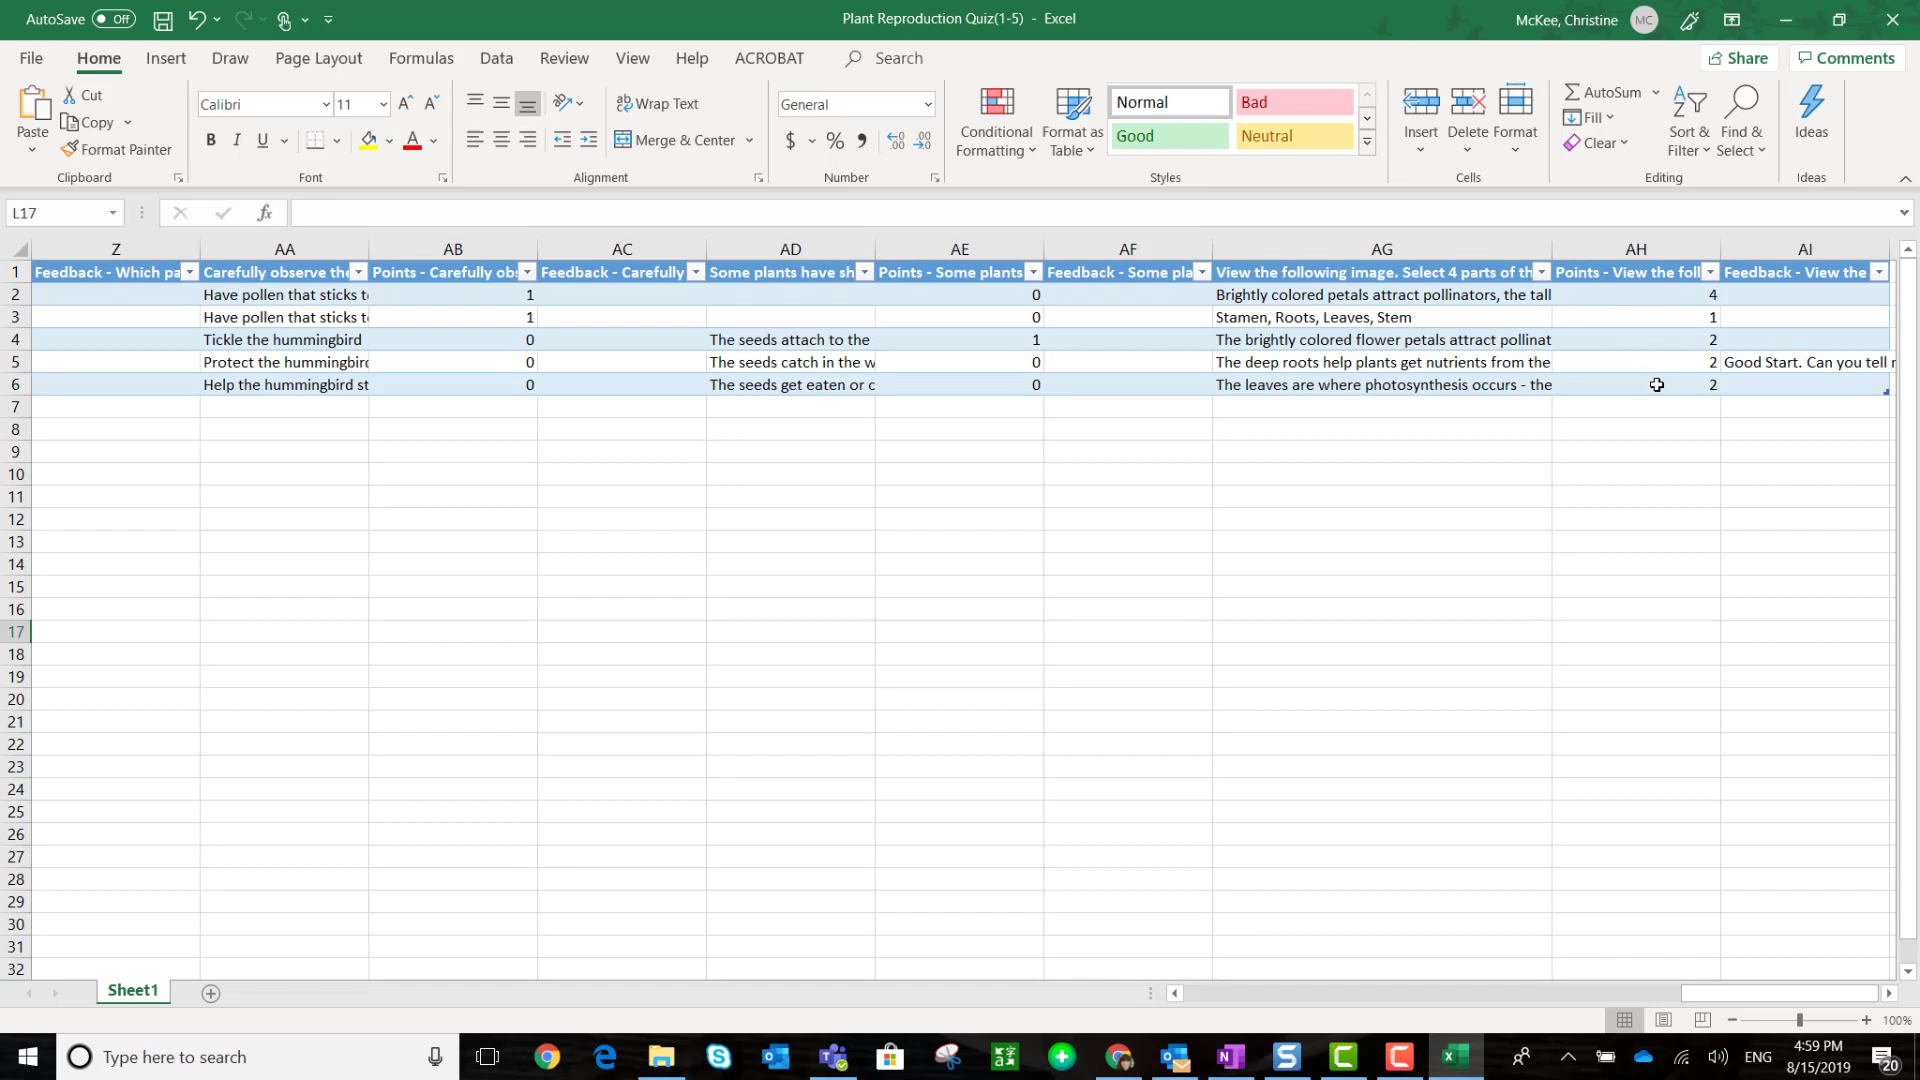 AutoSave Off
Plant Reproduction Quiz(1-5) - Excel
McKee, Christine MC
File Home Insert Draw Page Layout Formulas Data Review View Help ACROBAT Search
Share Comments
Paste
Cut
Copy
Format Painter
Clipboard
Calibri 11
B I U
Font
Wrap Text
Merge & Center
Alignment
General
$ % 9
Number
Conditional Formatting
Format as Table
Normal Bad
Good Neutral
Styles
Insert Delete Format
Cells
AutoSum
Fill
Clear
Sort & Filter
Find & Select
Editing
Ideas
Ideas
L17 fx
Z AA AB AC AD AE AF AG AH AI
1 Feedback - Which pa Carefully observe the Points - Carefully obs Feedback - Carefully Some plants have sh Points - Some plants Feedback - Some pla View the following image. Select 4 parts of th Points - View the foll Feedback - View the
2 Have pollen that sticks t 1 0 Brightly colored petals attract pollinators, the tall 4
3 Have pollen that sticks t 1 0 Stamen, Roots, Leaves, Stem 1
4 Tickle the hummingbird 0 The seeds attach to the 1 The brightly colored flower petals attract pollinat 2
5 Protect the hummingbird 0 The seeds catch in the w 0 The deep roots help plants get nutrients from the 2 Good Start. Can you tell
6 Help the hummingbird st 0 The seeds get eaten or c 0 The leaves are where photosynthesis occurs - the 2
7
8
9
10
11
12
13
14
15
16
17
18
19
20
21
22
23
24
25
26
27
28
29
30
31
32
Sheet1
100%
Type here to search
ENG
4:59 PM
8/15/2019
20